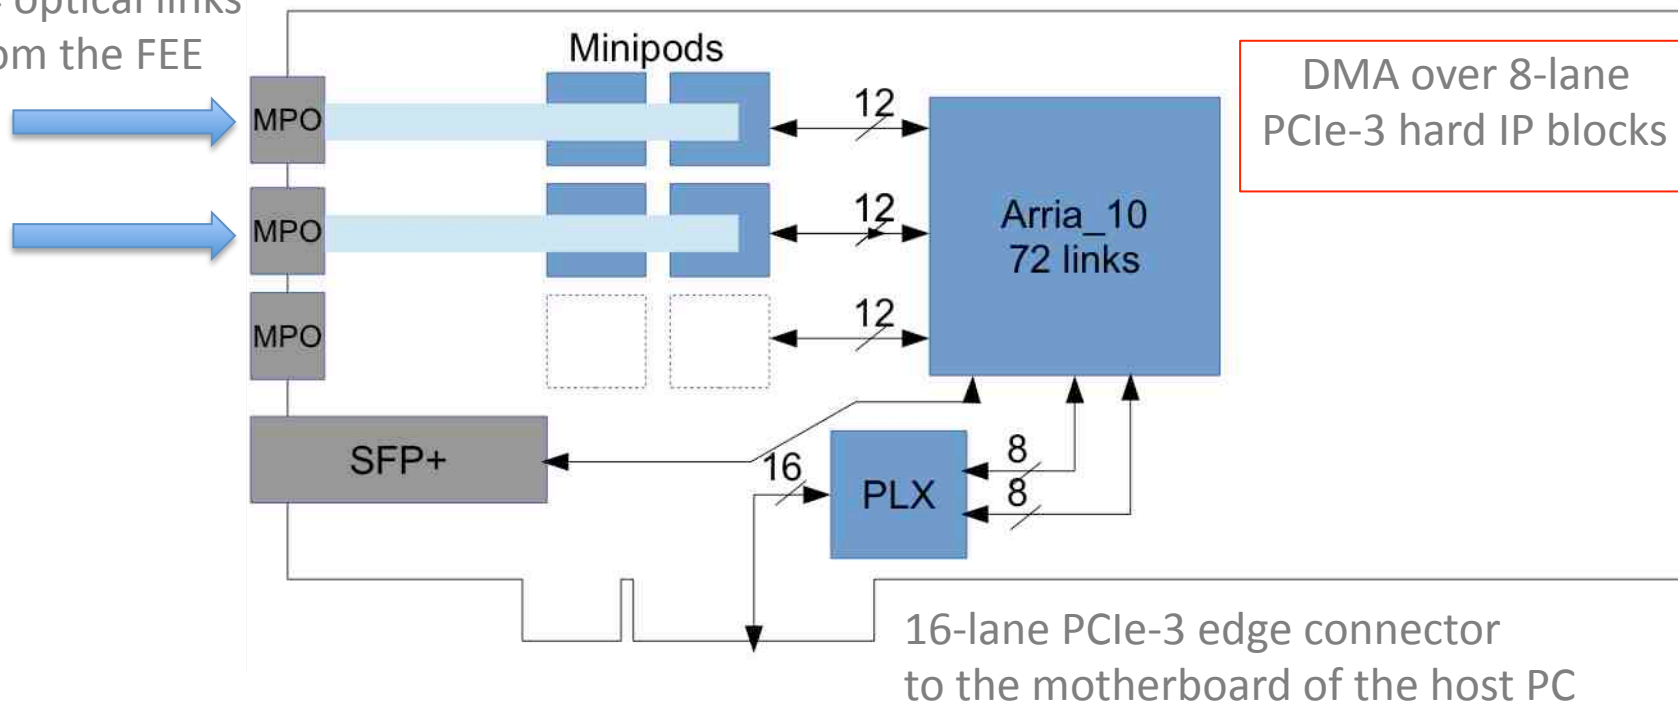 optical links
om the FEE
Minipods
MPO
12
DMA over 8-lane
PCIe-3 hard IP blocks
MPO
12
Arria_10
72 links
MPO
12
SFP+
16
PLX
8
8
16-lane PCIe-3 edge connector
to the motherboard of the host PC